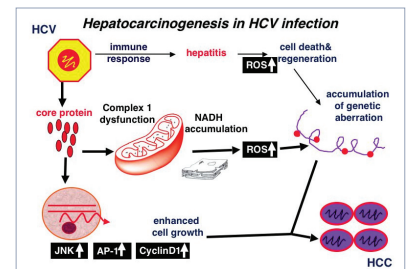 Hepatocarcinogenesis in HCV infection
HCV
immune
response
hepatitis
ROS
cell death&
regeneration
accumulation
of genetic
aberration
core protein
Complex 1
dysfunction
NADH
accumulation
ROS
enhanced
cell growth
JNK
AP-1
CyclinD1
HCC